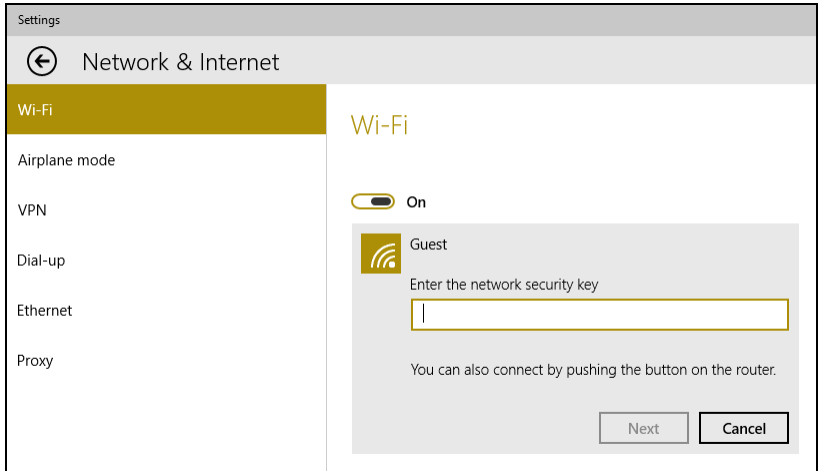 Settings
Network & Internet
Wi-Fi
Airplane mode
VPN
Dial-up
Ethernet
Proxy
Wi-Fi
On
Guest
Enter the network security key
You can also connect by pushing the button on the router.
Next
Cancel